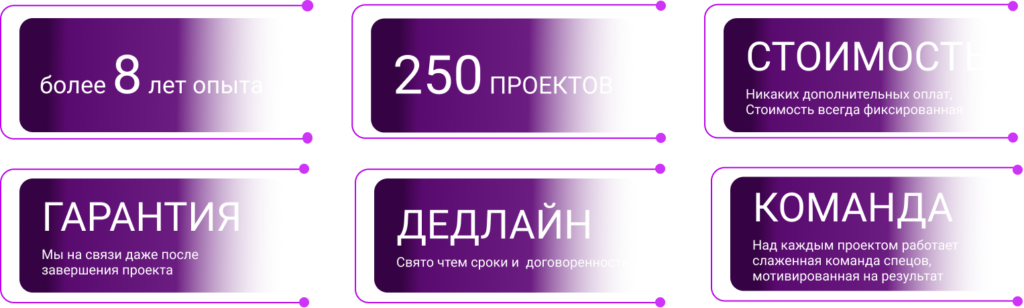 более 8 лет опыта
250 ПРОЕКТОВ
СТОИМОСТЬ
Никаких дополнительных оплат,
Стоимость всегда фиксированная
ГАРАНТИЯ
Мы на связи даже после
завершения проекта
ДЕДЛАЙН
Свято чтем сроки и договоренности
КОМАНДА
Над каждым проектом работает
слаженная команда спецов,
мотивированная на результат